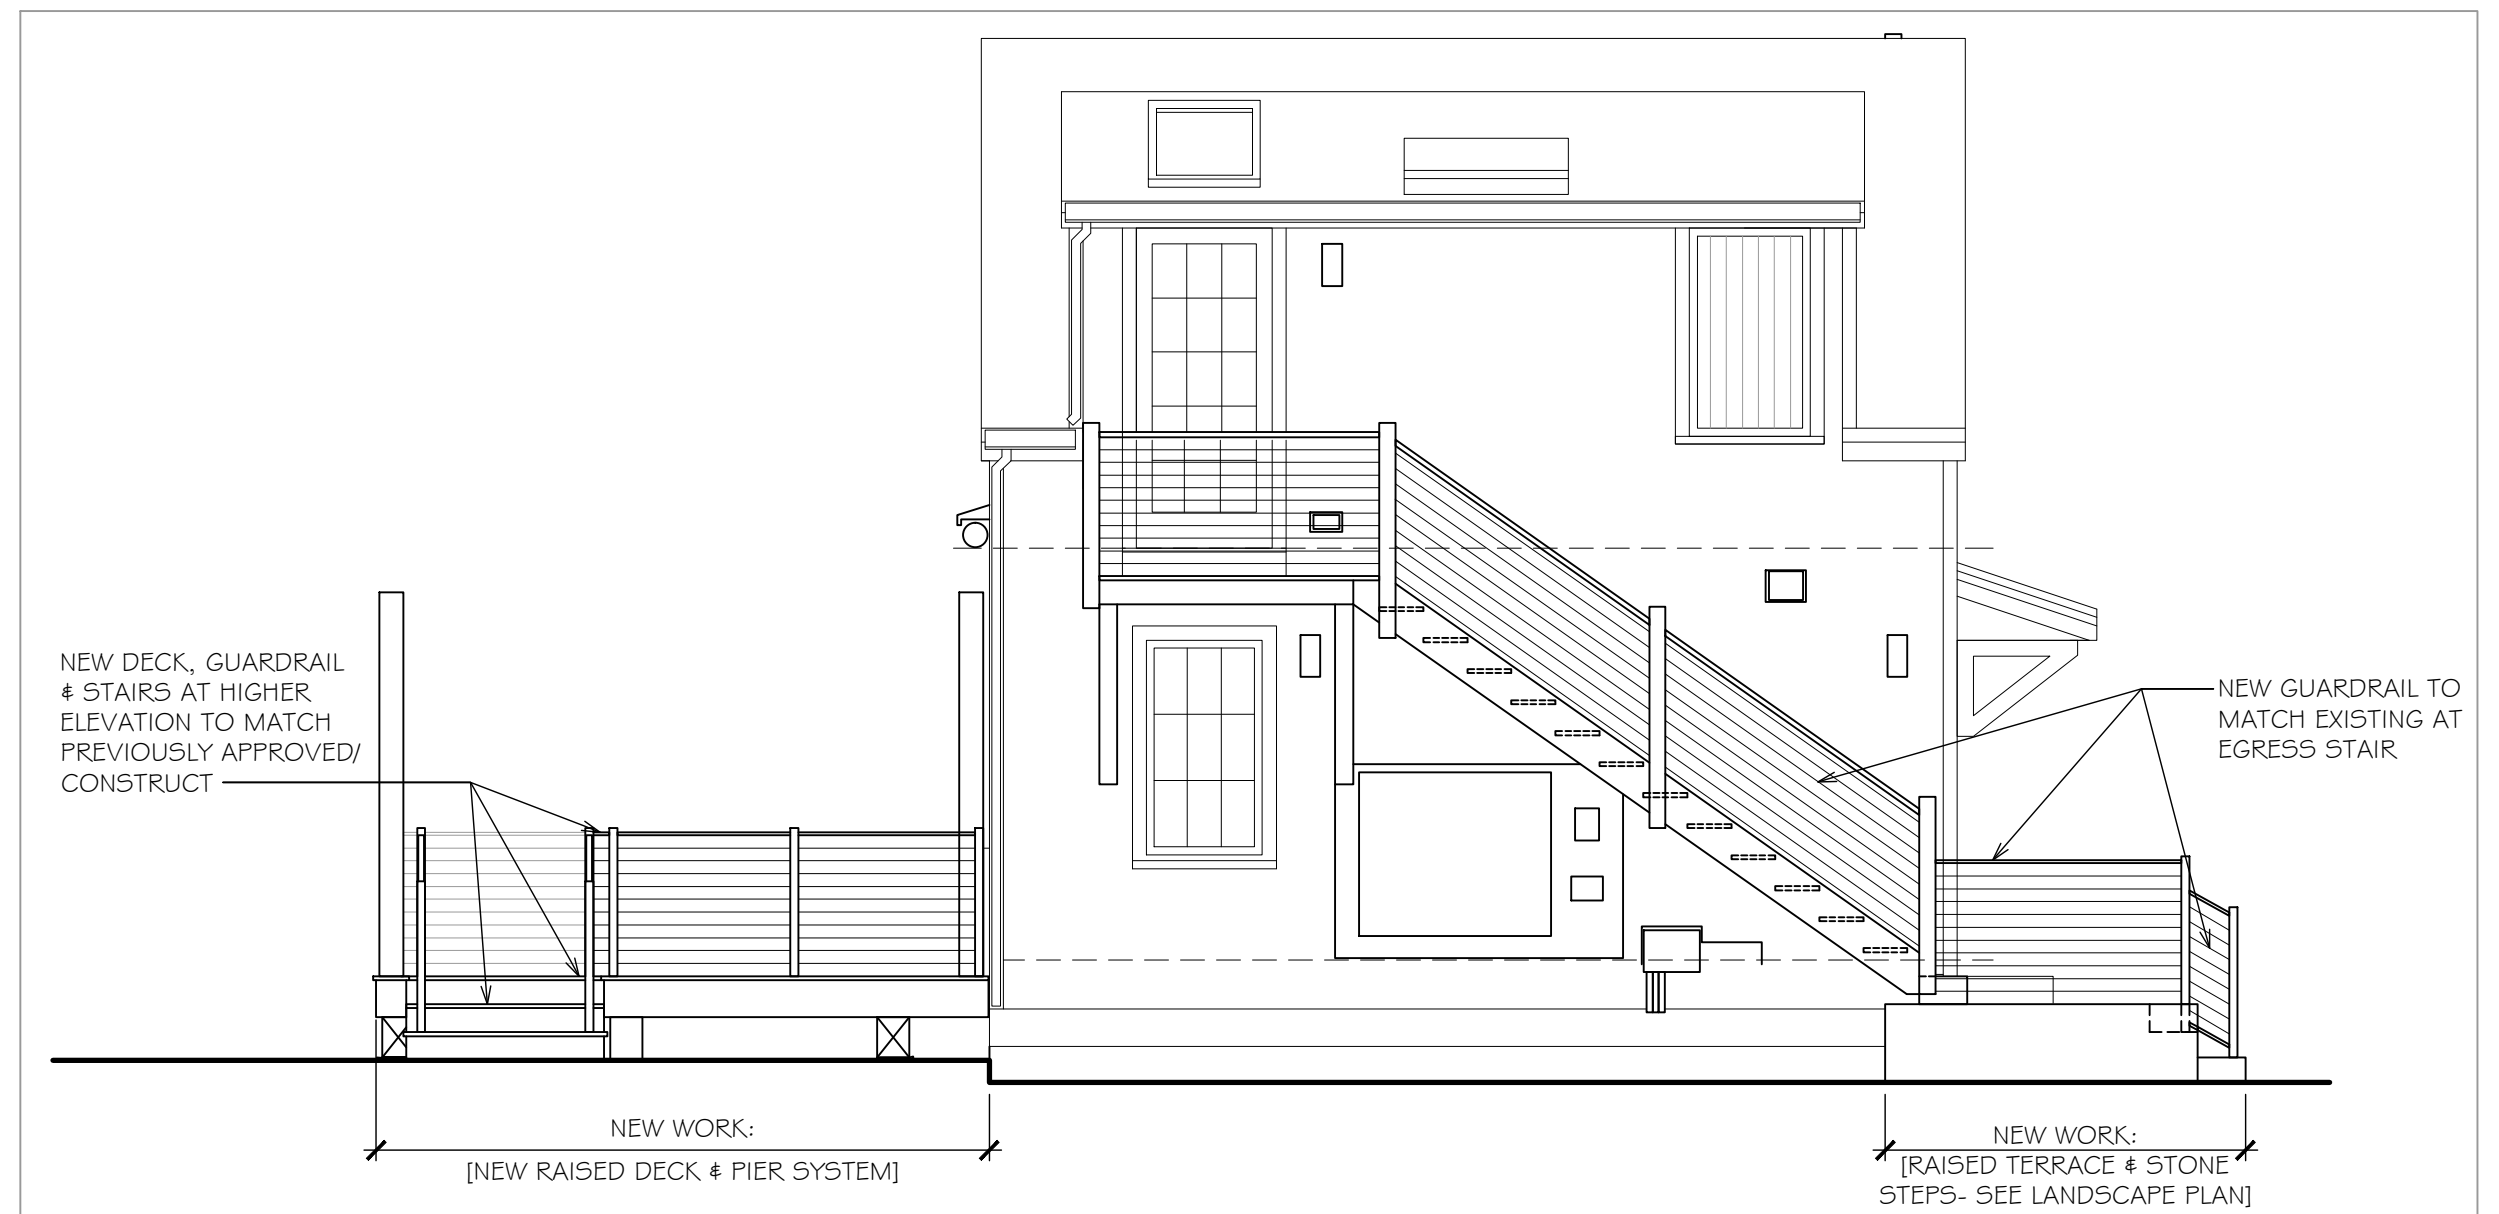 NEW DECK, GUARDRAIL
& STAIRS AT HIGHER
ELEVATION TO MATCH
PREVIOUSLY APPROVED/
CONSTRUCT
NEW GUARDRAIL TO
MATCH EXISTING AT
EGRESS STAIR
NEW WORK:
[NEW RAISED DECK & PIER SYSTEM]
NEW WORK:
[RAISED TERRACE & STONE
STEPS- SEE LANDSCAPE PLAN]